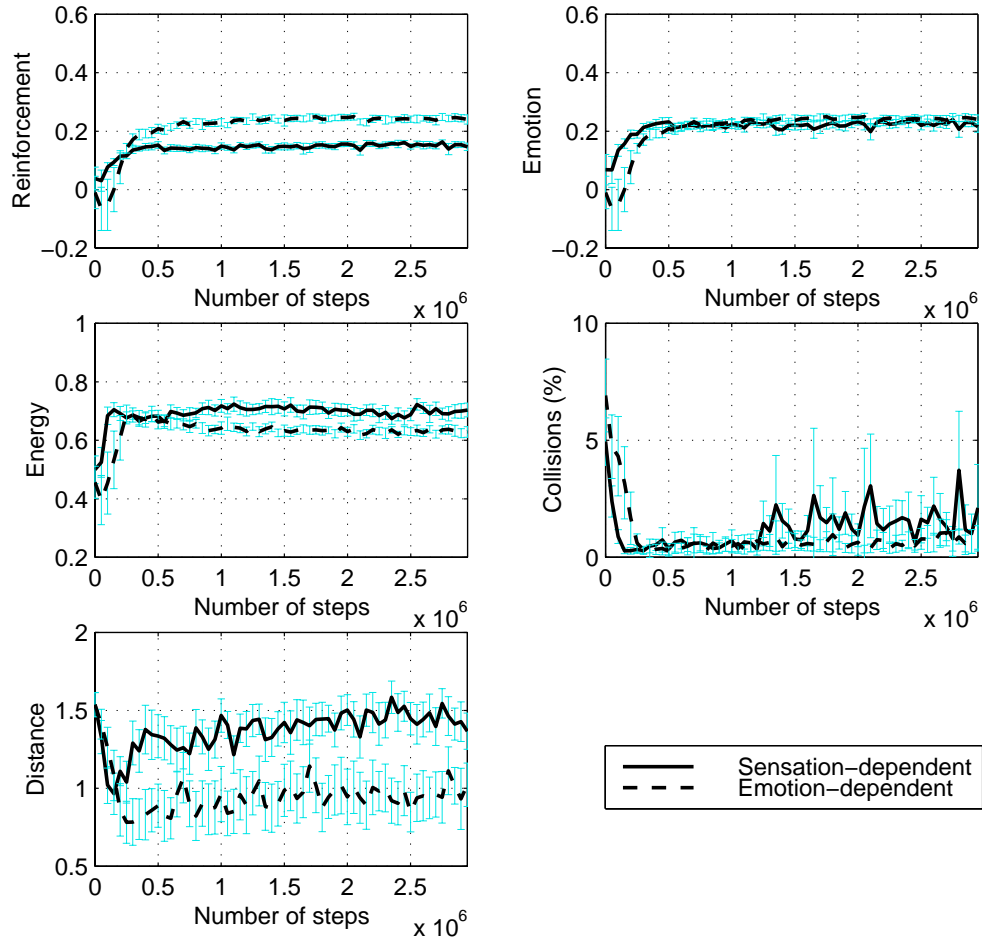 0.6
0.4
0.2
0
−0.2
Reinforcement
0 0.5 1 1.5 2 2.5
Number of steps
x 10^6
0.6
0.4
0.2
0
−0.2
Emotion
0 0.5 1 1.5 2 2.5
Number of steps
x 10^6
1
0.8
0.6
0.4
0.2
Energy
0 0.5 1 1.5 2 2.5
Number of steps
x 10^6
10
5
0
Collisions (%)
0 0.5 1 1.5 2 2.5
Number of steps
x 10^6
2
1.5
1
0.5
Distance
0 0.5 1 1.5 2 2.5
Number of steps
x 10^6
Sensation−dependent
Emotion−dependent